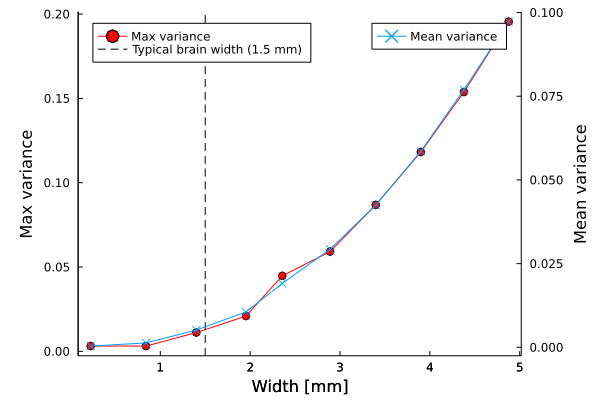 0.20
0.15
0.10
0.05
0.00
Max variance
Max variance
Typical brain width (1.5 mm)
Mean variance
0.100
0.075
0.050
0.025
0.000
Mean variance
1 2 3 4 5
Width [mm]